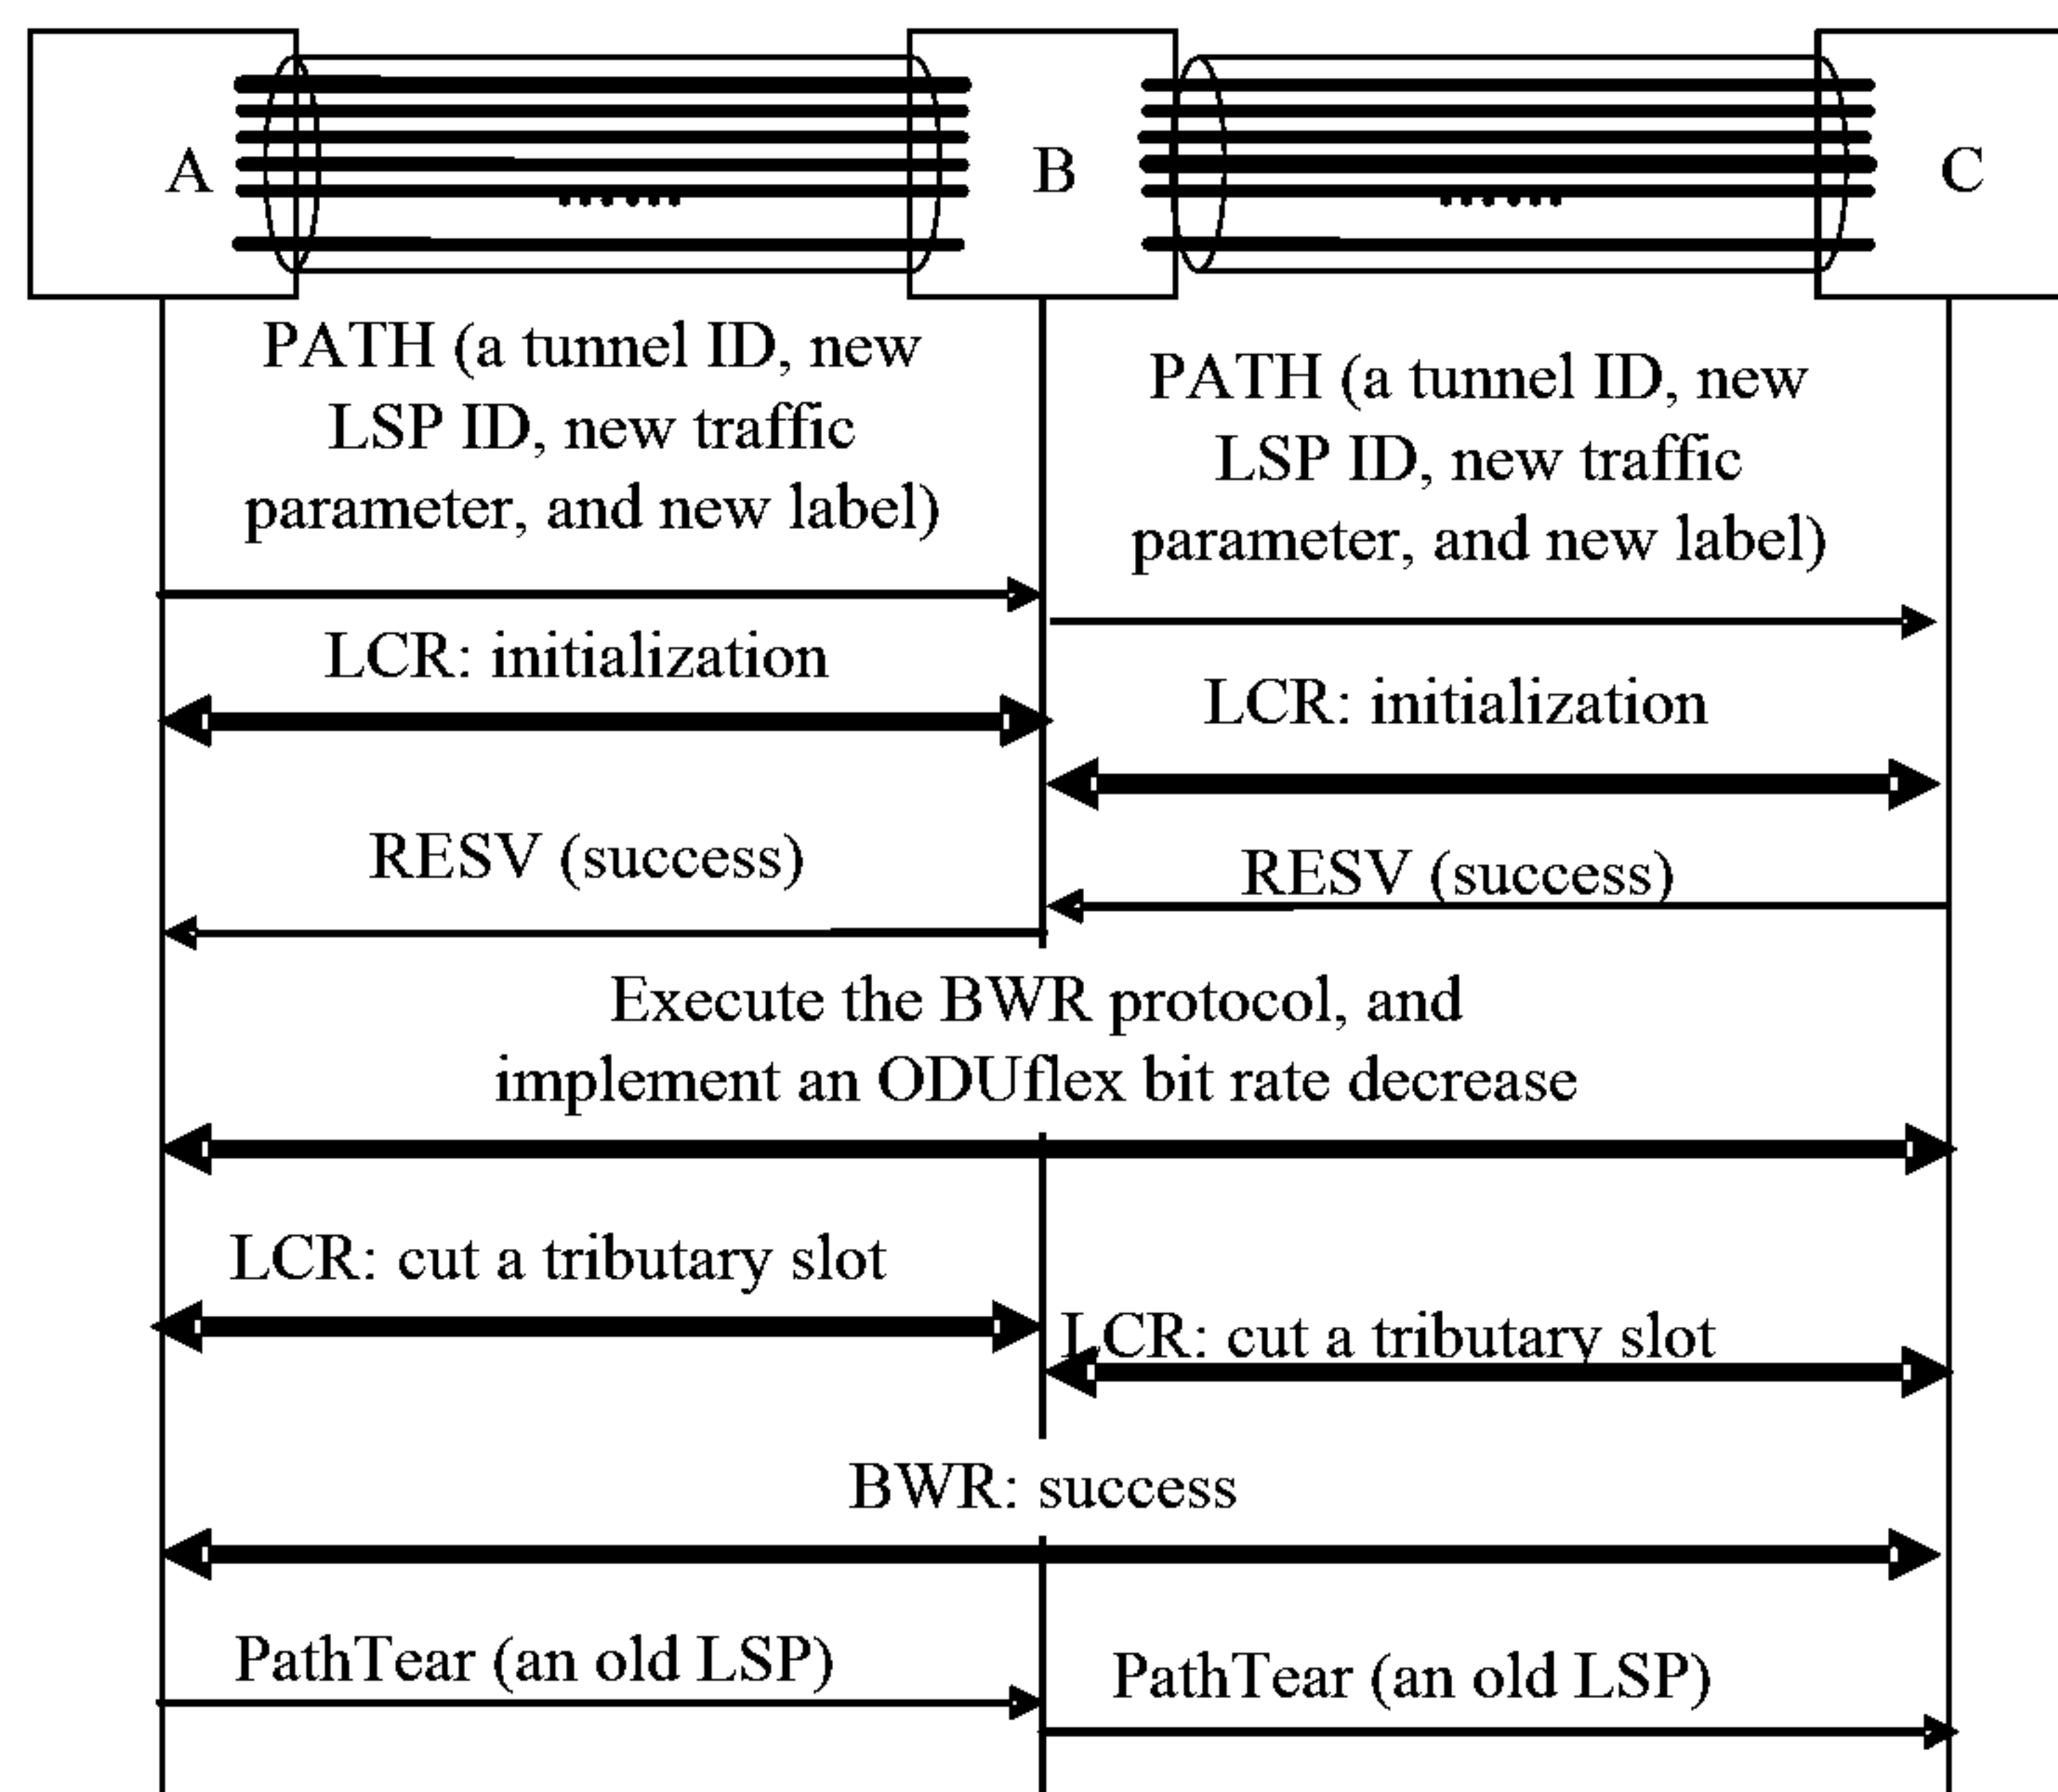 A
B
C
PATH (a tunnel ID, new
LSP ID, new traffic
parameter, and new label)
PATH (a tunnel ID, new
LSP ID, new traffic
parameter, and new label)
LCR: initialization
LCR: initialization
RESV (success)
RESV (success)
Execute the BWR protocol, and
implement an ODUflex bit rate decrease
LCR: cut a tributary slot
LCR: cut a tributary slot
BWR: success
PathTear (an old LSP)
PathTear (an old LSP)